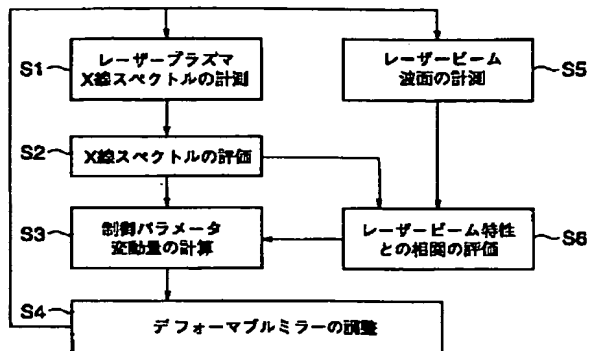 S1
レーザープラズマ
X線スペクトルの計測
レーザービーム
波面の計測
S5
S2
X線スペクトルの評価
S3
制御パラメータ
変動量の計算
レーザービーム特性
との相関の評価
S6
S4
デフォーマブルミラーの調整